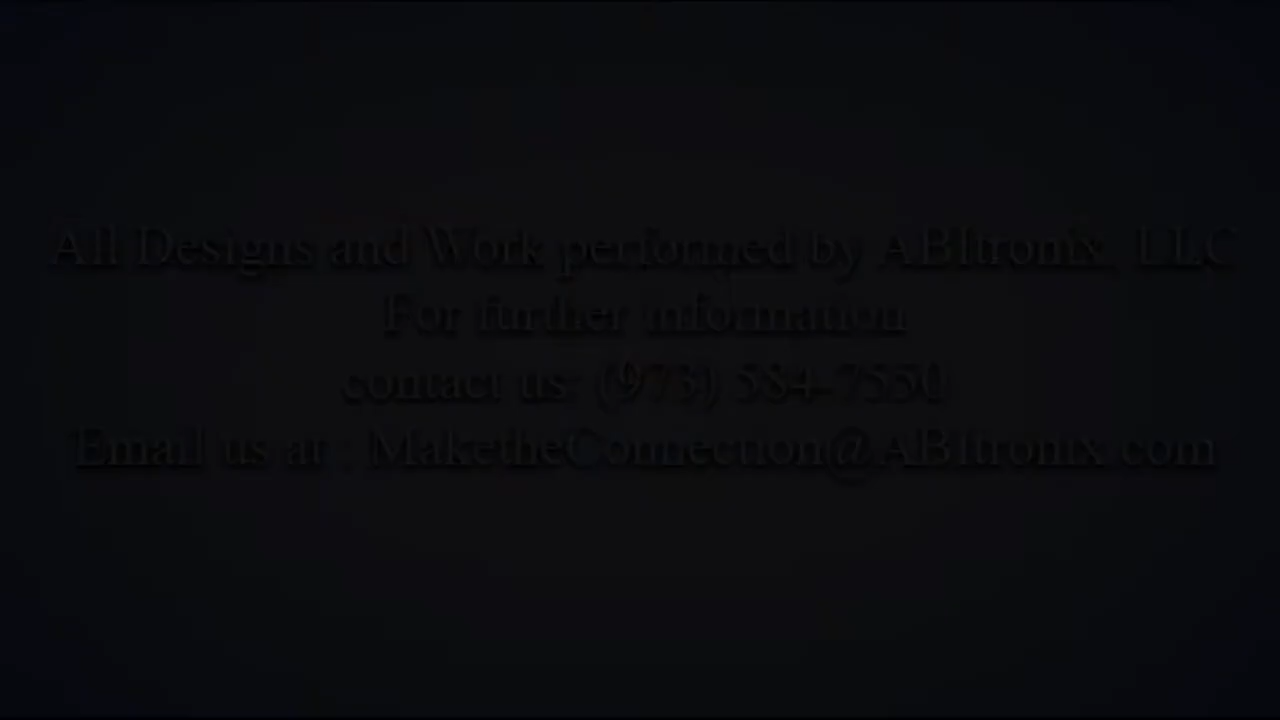 All Designs and Work performed by ABItronix, LLC
For further information
contact us: (973) 584-7550
Email us at : MaketheConnection@ABItronix.com